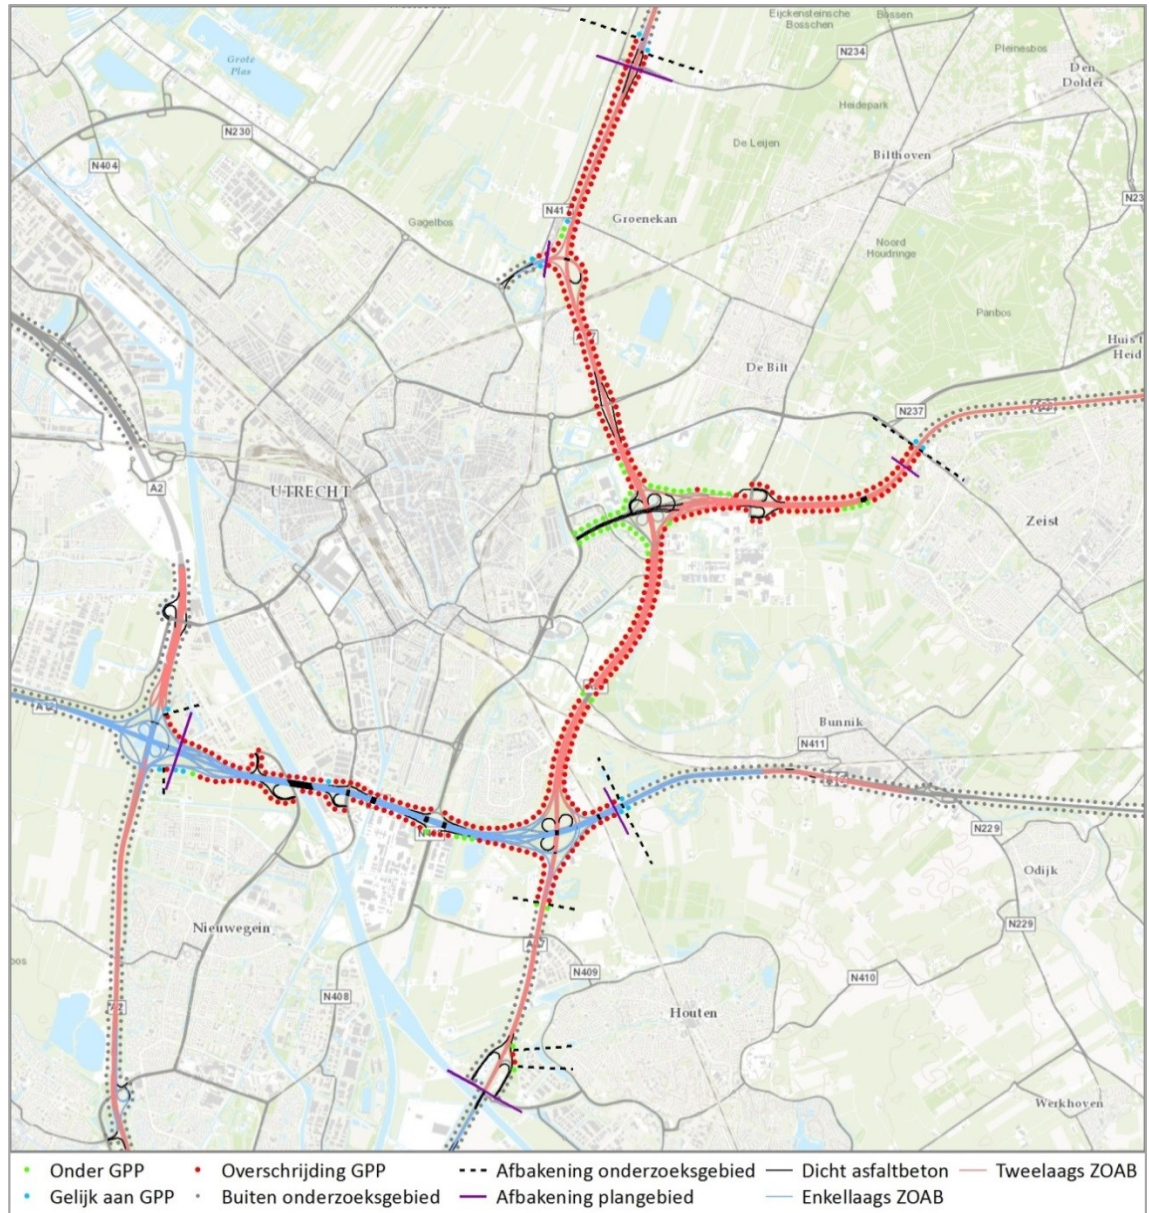 Eijckensteinsche
Bosschen
Bossen
Grote
Plas
N234
Pleinesbos
Den
Dolder
Heidepark
N230
De Leijen
Bilthoven
N404
N417
Groenekan
Gagelbos
Noord
Houdringe
Panbos
De Bilt
Huis t
Heid
N237
A2
UTRECHT
Zeist
Bunnik
N411
N229
Odijk
N229
Nieuwegein
N409
N410
N408
Houten
A2
Werkhoven
Onder GPP
Overschrijding GPP
Afbakening onderzoeksgebied
Dicht asfaltbeton
Tweelaags ZOAB
Gelijk aan GPP
Buiten onderzoeksgebied
Afbakening plangebied
Enkellaags ZOAB